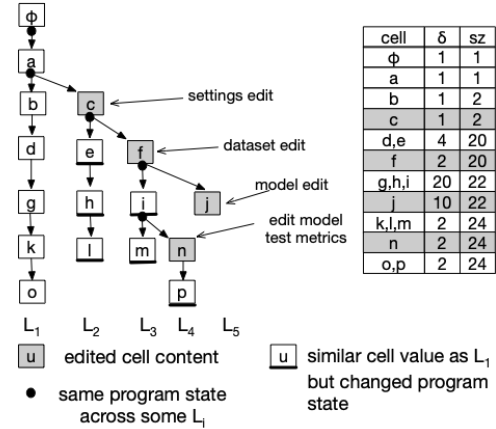 ϕ
a
b
c
settings edit
d
e
f
dataset edit
g
h
i
j
model edit
k
l
m
n
edit model
test metrics
o
p
L1 L2 L3 L4 L5
u edited cell content
same program state
across some Li
u similar cell value as L1
but changed program
state
cell δ sz
ϕ 1 1
a 1 1
b 1 2
c 1 2
d,e 4 20
f 2 20
g,h,i 20 22
j 10 22
k,l,m 2 24
n 2 24
o,p 2 24